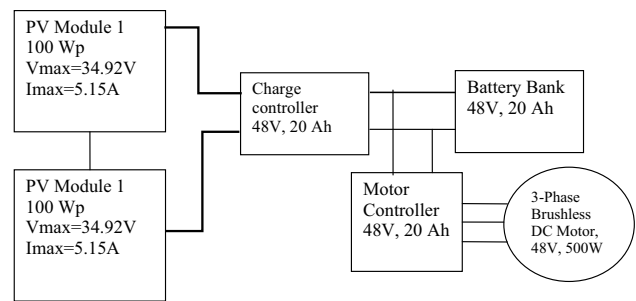 PV Module 1
100 Wp
Vmax=34.92V
Imax=5.15A
Charge
controller
48V, 20 Ah
Battery Bank
48V, 20 Ah
PV Module 1
100 Wp
Vmax=34.92V
Imax=5.15A
Motor
Controller
48V, 20 Ah
3-Phase
Brushless
DC Motor,
48V, 500W